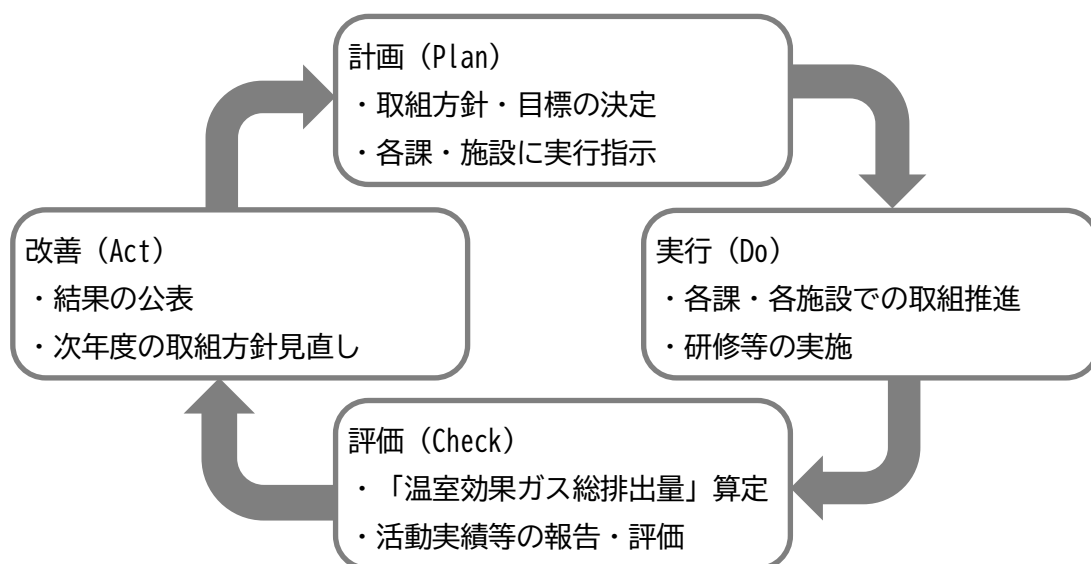 計画（Plan）
・取組方針・目標の決定
・各課・施設に実行指示
改善（Act）
・結果の公表
・次年度の取組方針見直し
実行（Do）
・各課・各施設での取組推進
・研修等の実施
評価（Check）
・「温室効果ガス総排出量」算定
・活動実績等の報告・評価